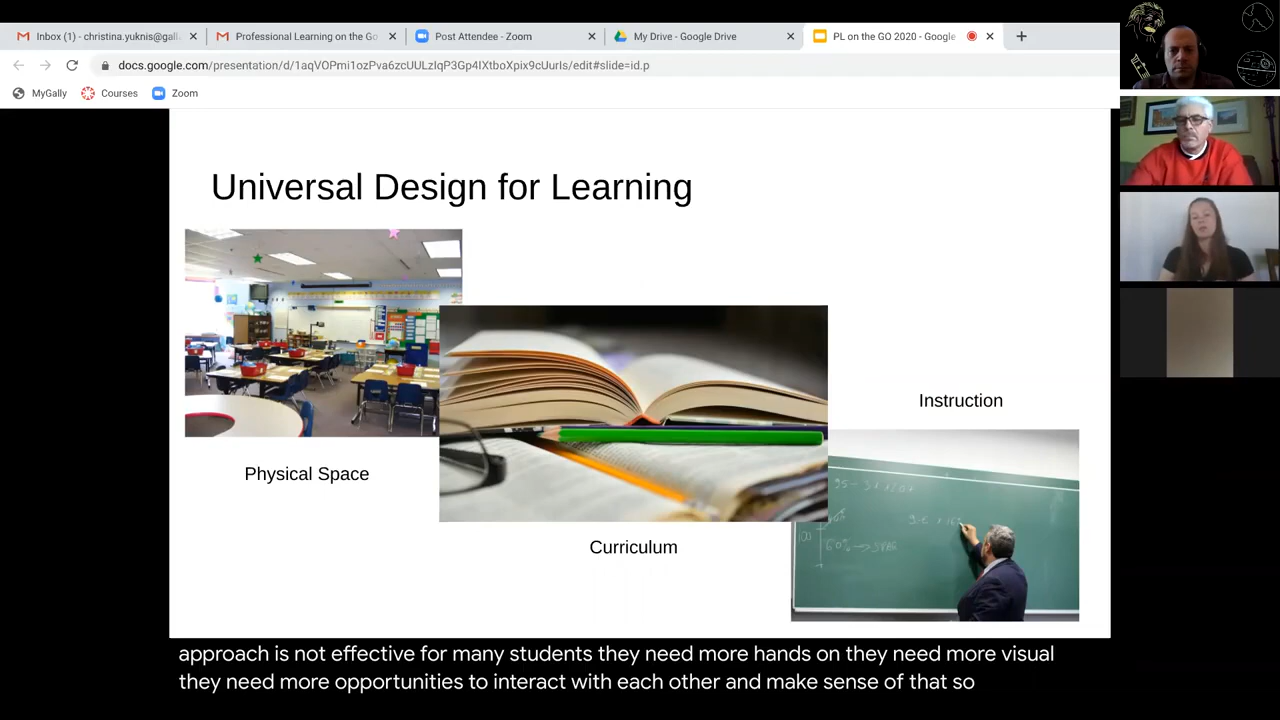 Inbox (1) - christina.yuknis@gall
Professional Learning on the Go
Post Attendee - Zoom
My Drive - Google Drive
PL on the GO 2020 - Google
docs.google.com/presentation/d/1aqVOPmi1ozPva6zcUULzIqP3Gp4IXtboXpix9cUurIs/edit#slide=id.p
MyGally
Courses
Zoom
Universal Design for Learning
Physical Space
Curriculum
Instruction
approach is not effective for many students they need more hands on they need more visual
they need more opportunities to interact with each other and make sense of that so